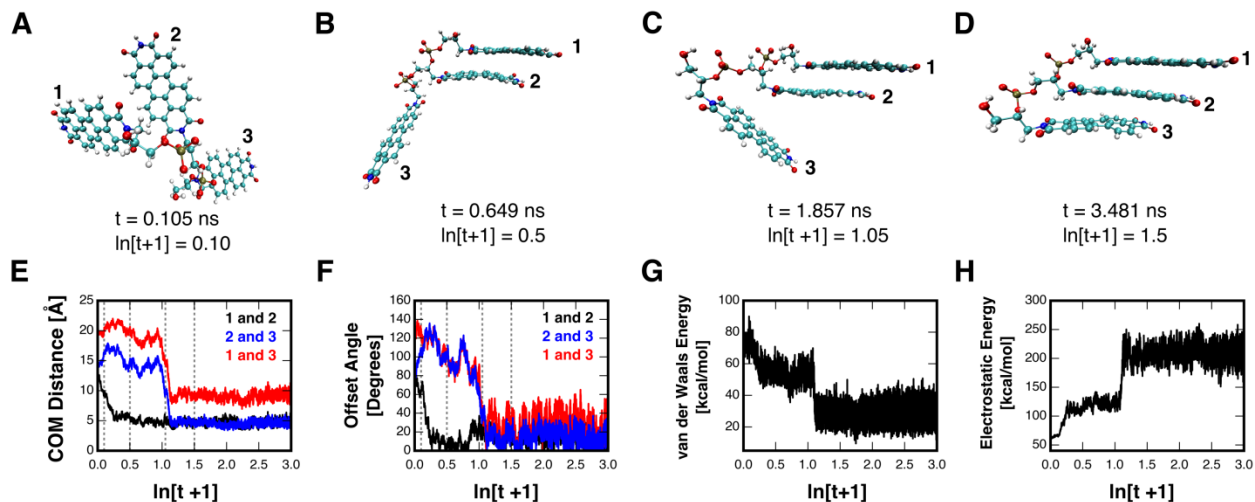 A
B
C
D
1
2
3
1
2
3
1
2
3
1
2
3
t = 0.105 ns
ln[t+1] = 0.10
t = 0.649 ns
ln[t+1] = 0.5
t = 1.857 ns
ln[t +1] = 1.05
t = 3.481 ns
ln[t+1] = 1.5
E
COM Distance [Å]
25
20
15
10
5
0
1 and 2
2 and 3
1 and 3
0.0 0.5 1.0 1.5 2.0 2.5 3.0
ln[t +1]
F
Offset Angle
[Degrees]
160
140
120
100
80
60
40
20
0
1 and 2
2 and 3
1 and 3
0.0 0.5 1.0 1.5 2.0 2.5 3.0
ln[t +1]
G
van der Waals Energy
[kcal/mol]
100
80
60
40
20
0.0 0.5 1.0 1.5 2.0 2.5 3.0
ln[t+1]
H
Electrostatic Energy
[kcal/mol]
300
250
200
150
100
50
0.0 0.5 1.0 1.5 2.0 2.5 3.0
ln[t +1]